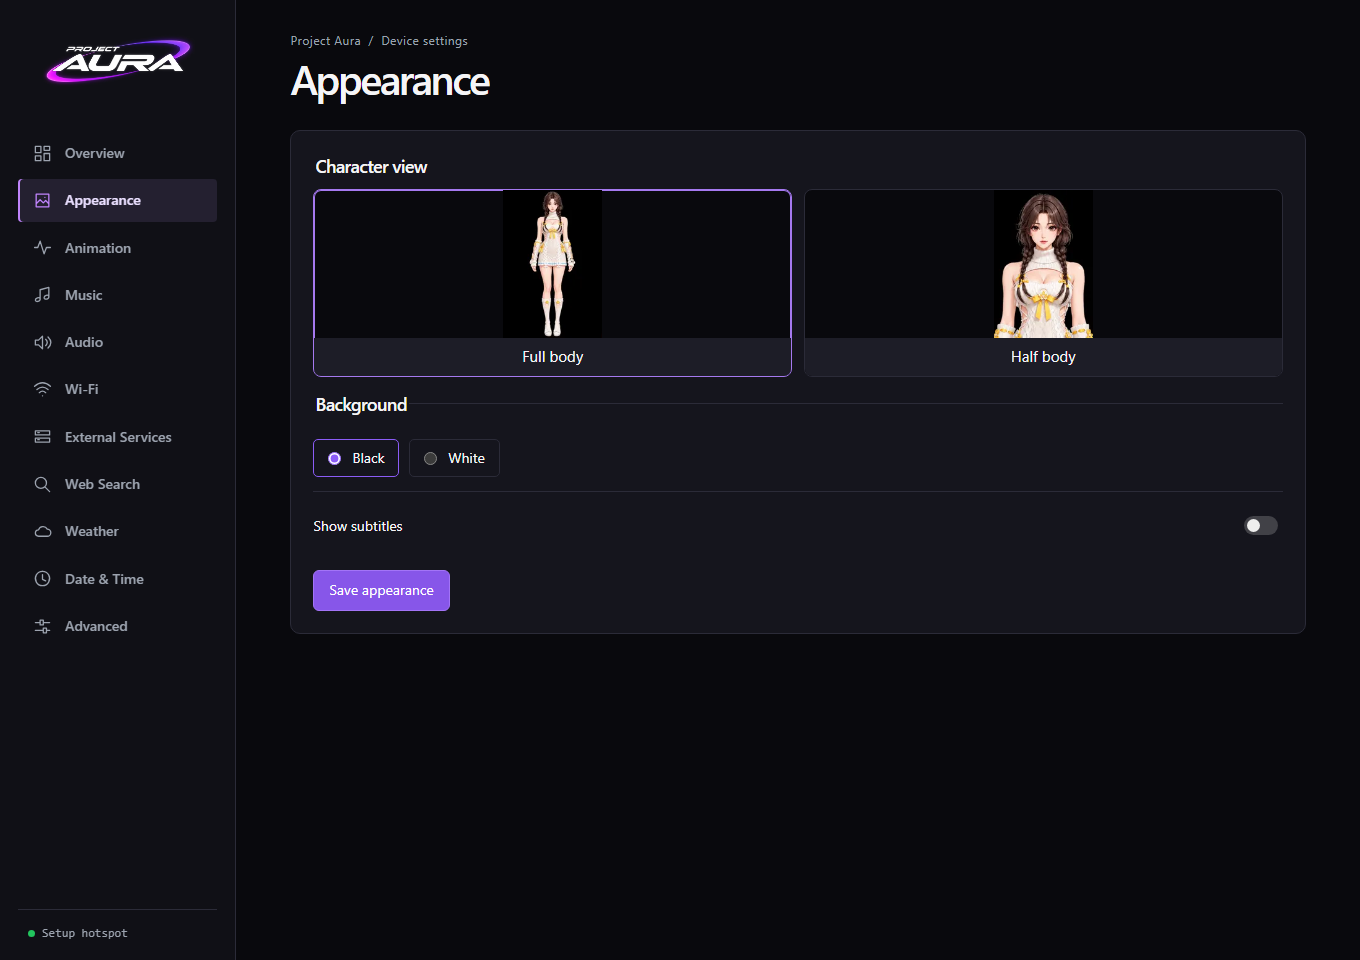 PROJECT
AURA
Overview
Appearance
Animation
Music
Audio
Wi-Fi
External Services
Web Search
Weather
Date & Time
Advanced
Setup hotspot
Project Aura / Device settings
Appearance
Character view
Full body
Half body
Background
Black
White
Show subtitles
Save appearance